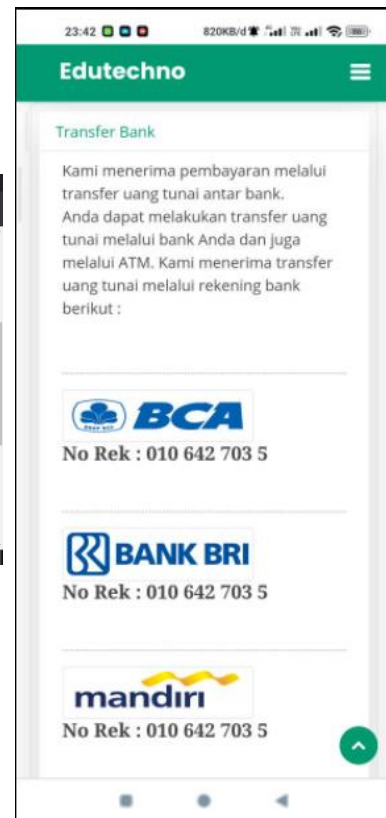 23:42 820KB/d
Edutechno
Transfer Bank
Kami menerima pembayaran melalui
transfer uang tunai antar bank.
Anda dapat melakukan transfer uang
tunai melalui bank Anda dan juga
melalui ATM. Kami menerima transfer
uang tunai melalui rekening bank
berikut :
BCA
No Rek : 010 642 703 5
BANK BRI
No Rek : 010 642 703 5
mandiri
No Rek : 010 642 703 5